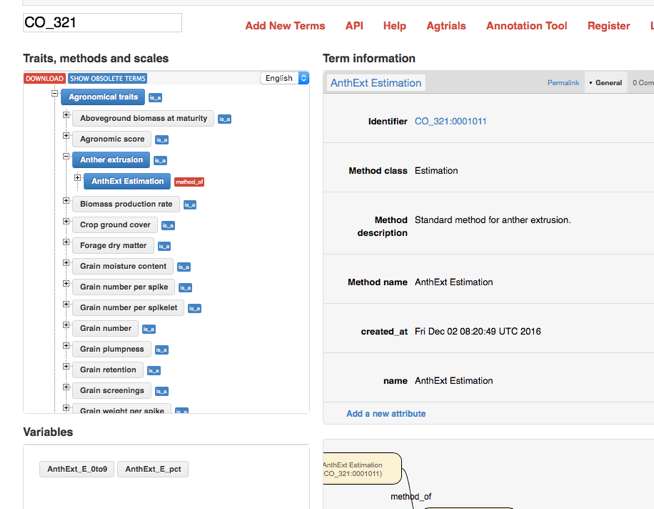 CO_321
Add New Terms API Help Agtrials Annotation Tool Register
Traits, methods and scales
DOWNLOAD SHOW OBSOLETE TERMS English
Agronomical traits is_a
Aboveground biomass at maturity is_a
Agronomic score is_a
Anther extrusion is_a
AnthExt Estimation method_of
Biomass production rate is_a
Crop ground cover is_a
Forage dry matter is_a
Grain moisture content is_a
Grain number per spike is_a
Grain number per spikelet is_a
Grain number is_a
Grain plumpness is_a
Grain retention is_a
Grain screenings is_a
Grain weight per spike is_a
Variables
AnthExt_E_0to9 AnthExt_E_pct
Term information
AnthExt Estimation Permalink • General 0 Com
Identifier CO_321:0001011
Method class Estimation
Method description Standard method for anther extrusion.
Method name AnthExt Estimation
created_at Fri Dec 02 08:20:49 UTC 2016
name AnthExt Estimation
Add a new attribute
AnthExt Estimation
CO_321:0001011)
method_of